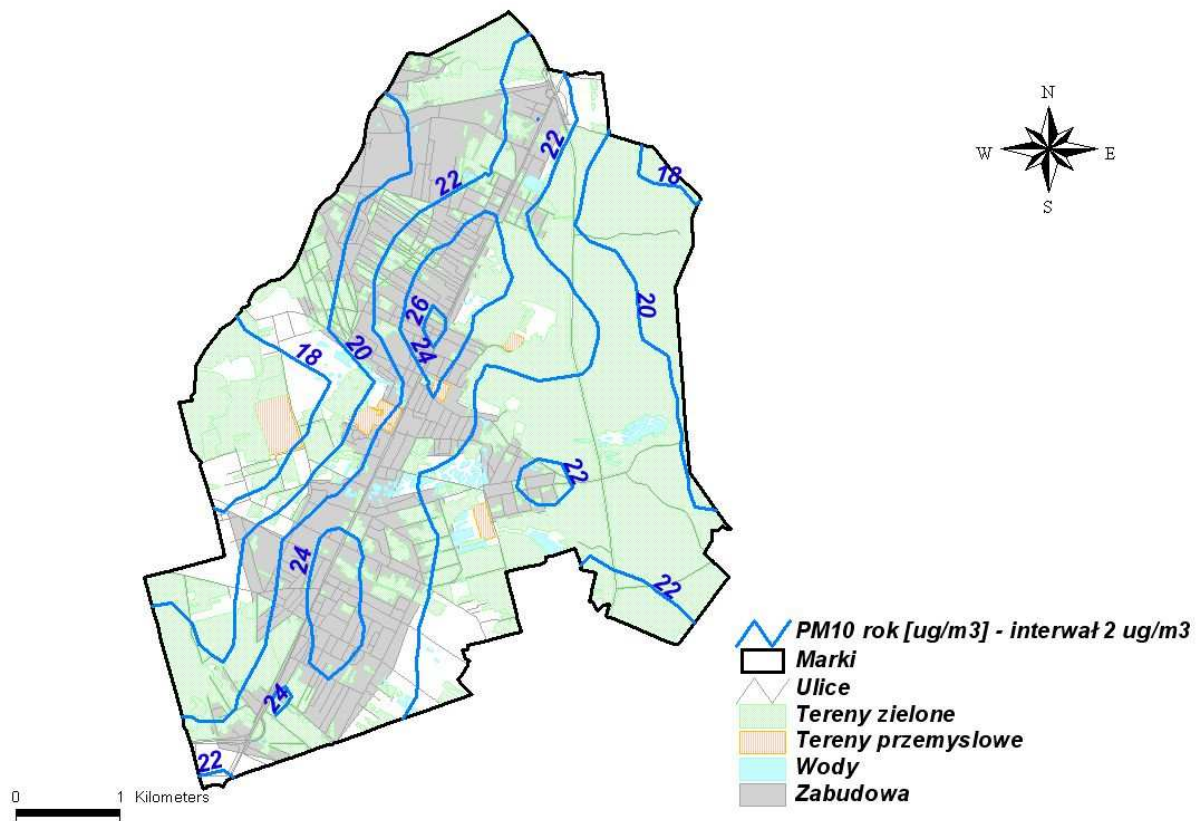 N
W E
S
22
22
18
26
20
24
18
20
22
24
22
24
22
PM10 rok [ug/m3] - interwał 2 ug/m3
Marki
Ulice
Tereny zielone
Tereny przemyslowe
Wody
Zabudowa
0 1 Kilometers